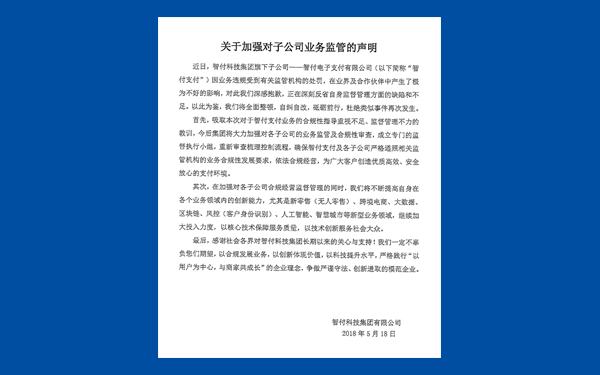 关于加强对子公司业务监管的声明
近日，智付科技集团旗下子公司——智付电子支付有限公司（以下简称“智
付支付”）因业务违规受到有关监管机构的处罚，在业界及合作伙伴中产生了极
为不好的影响，对此我们深感抱歉，正在深刻反省自身监督管理方面的缺陷和不
足。以此为鉴，我们将全面整顿，自纠自改，砥砺前行，杜绝类似事件再次发生。
首先，吸取本次对于智付支付业务的合规性指导重视不足、监督管理不力的
教训，今后集团将大力加强对各子公司的业务监管及合规性审查，成立专门的监
督执行小组，重新审查梳理控制流程，确保智付支付及各子公司严格遵照相关监
管机构的业务合规性发展要求，依法合规经营，为广大客户创造优质高效、安全
放心的支付环境。
其次，在加强对各子公司合规经营监督管理的同时，我们将不断提高自身在
各个业务领域内的创新能力，尤其是新零售（无人零售）、跨境电商、大数据、
区块链、风控（客户身份识别）、人工智能、智慧城市等新型业务领域，继续加
大投入力度，以核心技术保障服务质量，以技术创新服务社会大众。
最后，感谢社会各界对智付科技集团长期以来的关心与支持！我们一定不辜
负您们期望，以合规发展业务，以创新体现价值，以科技提升水平，严格践行“以
用户为中心，与商家共成长”的企业理念，争做严谨守法、创新进取的模范企业。
智付科技集团有限公司
2018 年 5 月 18 日